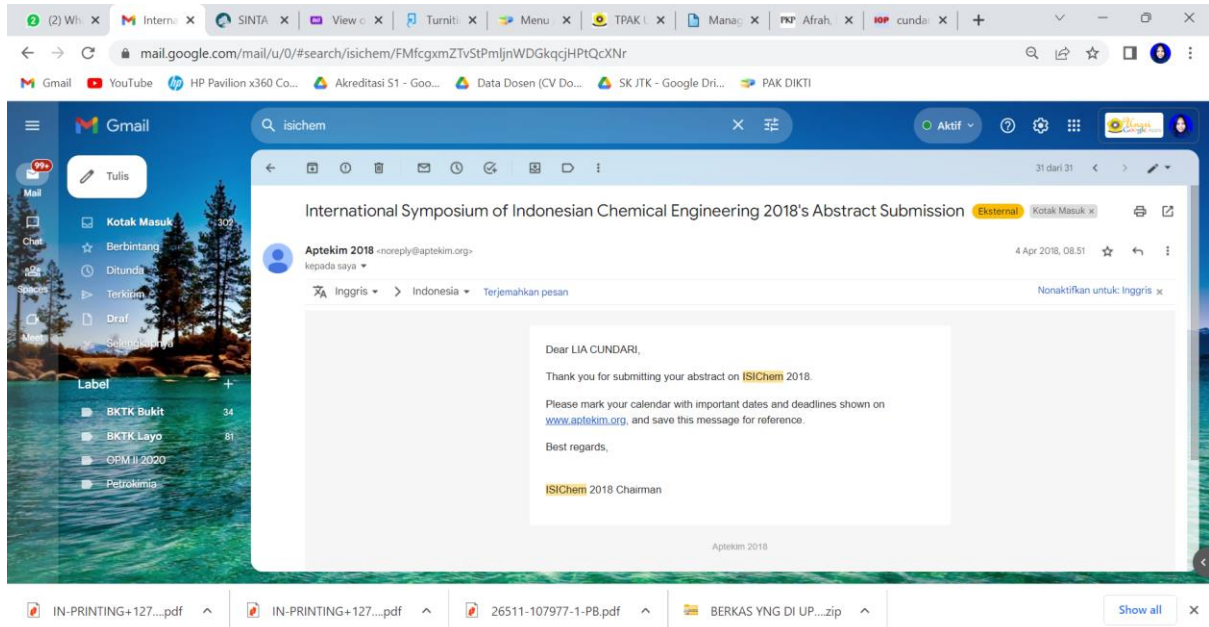 (2) Wh
Interna
SINTA
View o
Turniti
Menu
TPAK L
Manag
PKP Afrah,
IOP cundar
mail.google.com/mail/u/0/#search/isichem/FMfcgxmZTvStPmljnWDGkqcjHPtQcXNr
Gmail
YouTube
HP Pavilion x360 Co...
Akreditasi S1 - Goo...
Data Dosen (CV Do...
SK JTK - Google Dri...
PAK DIKTI
Gmail
isichem
Aktif
99+
Mail
Chat
Spaces
Meet
Tulis
Kotak Masuk 302
Berbintang
Ditunda
Terkirim
Draf
Selengkapnya
Label
BKTK Bukit 34
BKTK Layo 81
OPM II 2020
Petrokimia
31 dari 31
International Symposium of Indonesian Chemical Engineering 2018's Abstract Submission Eksternal Kotak Masuk ×
Aptekim 2018 <noreply@aptekim.org>
4 Apr 2018, 08.51
kepada saya
Inggris > Indonesia Terjemahkan pesan
Nonaktifkan untuk: Inggris ×
Dear LIA CUNDARI,
Thank you for submitting your abstract on ISIChem 2018.
Please mark your calendar with important dates and deadlines shown on
www.aptekim.org, and save this message for reference.
Best regards,
ISIChem 2018 Chairman
Aptekim 2018
IN-PRINTING+127....pdf
IN-PRINTING+127....pdf
26511-107977-1-PB.pdf
BERKAS YNG DI UP....zip
Show all